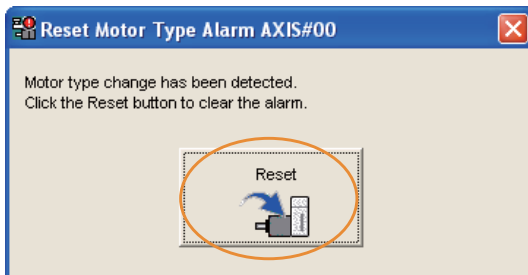 Reset Motor Type Alarm AXIS#00
Motor type change has been detected.
Click the Reset button to clear the alarm.
Reset